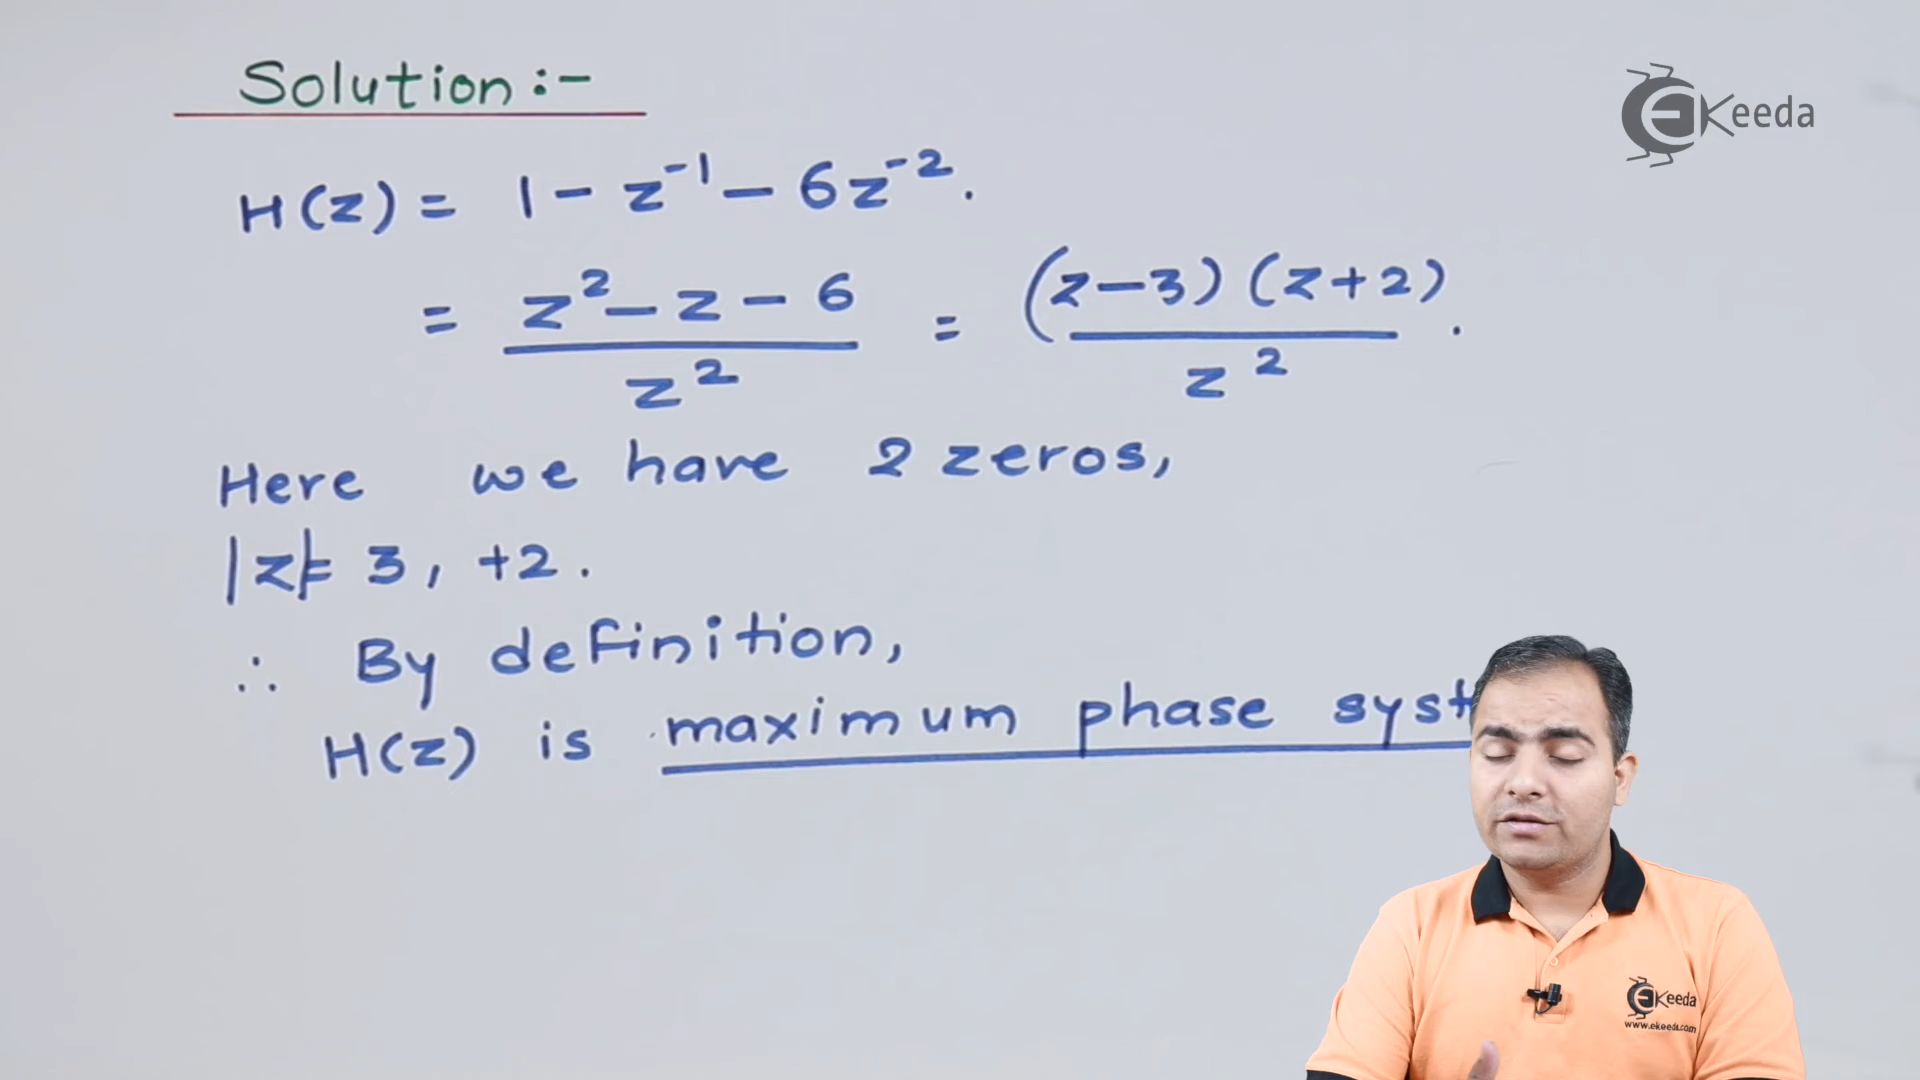 Solution :-
EKeeda
H(z) = 1 - z⁻¹ - 6z⁻².
= z² - z - 6 / z² = (z-3) (z+2) / z² .
Here we have 2 zeros,
|z|= 3, +2.
∴ By definition,
H(z) is maximum phase syst
EKeeda
www.ekeeda.com